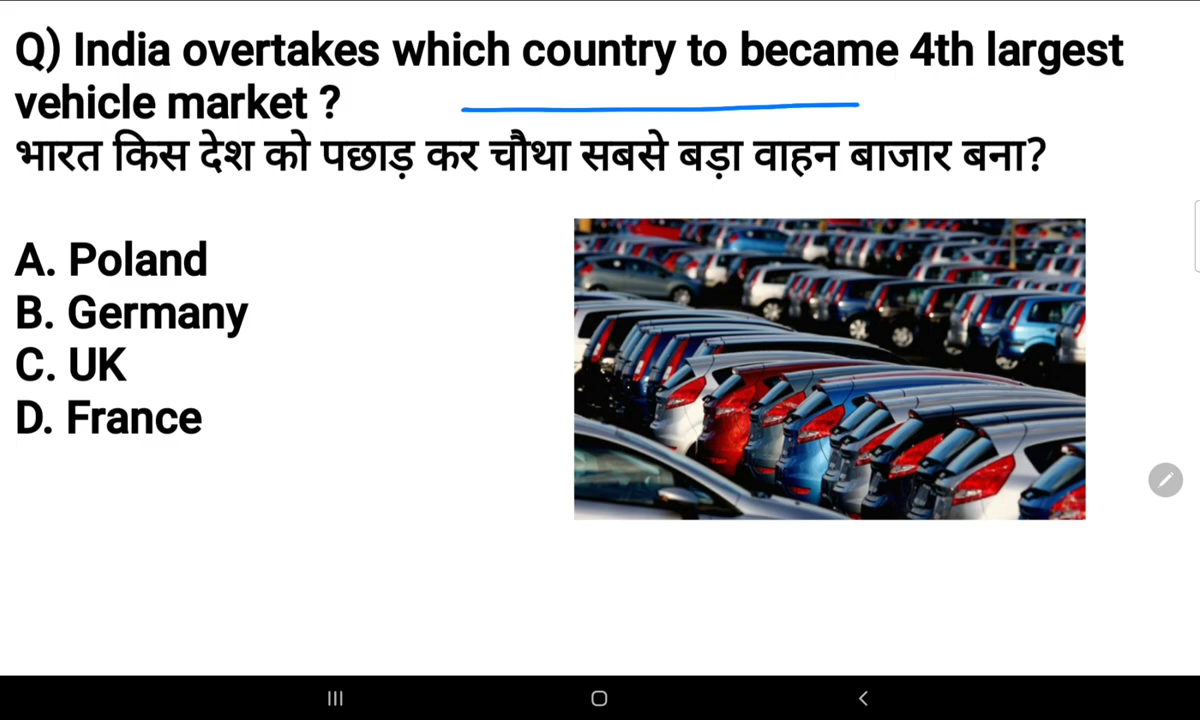 Q) India overtakes which country to became 4th largest
vehicle market ?
भारत किस देश को पछाड़ कर चौथा सबसे बड़ा वाहन बाजार बना?
A. Poland
B. Germany
C. UK
D. France